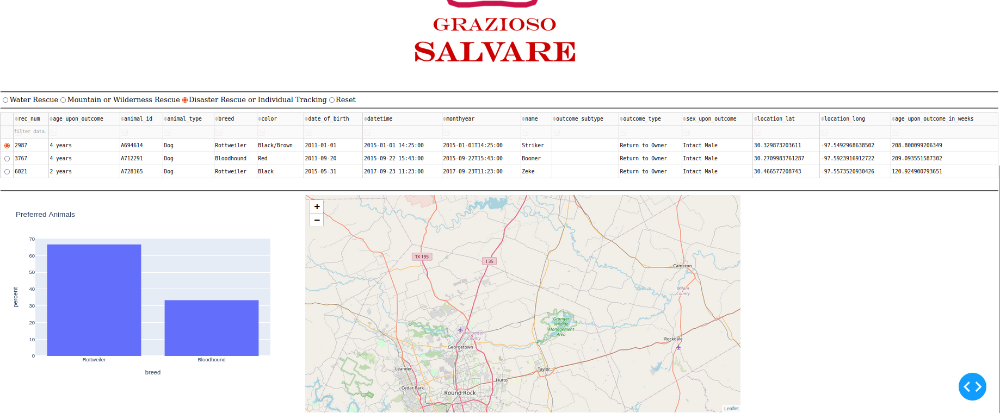 GRAZIOSO
SALVARE
Water Rescue Mountain or Wilderness Rescue Disaster Rescue or Individual Tracking Reset
rec_num age_upon_outcome animal_id animal_type breed color date_of_birth datetime monthyear name outcome_subtype outcome_type sex_upon_outcome location_lat location_long age_upon_outcome_in_weeks
filter data.
2987 4 years A694614 Dog Rottweiler Black/Brown 2011-01-01 2015-01-01 14:25:00 2015-01-01T14:25:00 Striker Return to Owner Intact Male 30.329873203611 -97.5492968638502 208.800099206349
3767 4 years A712291 Dog Bloodhound Red 2011-09-20 2015-09-22 15:43:00 2015-09-22T15:43:00 Boomer Return to Owner Intact Male 30.2709983761287 -97.5923916912722 209.093551587302
6021 2 years A728165 Dog Rottweiler Black 2015-05-31 2017-09-23 11:23:00 2017-09-23T11:23:00 Zeke Return to Owner Intact Male 30.466577208743 -97.5573520930426 120.924900793651
Preferred Animals
percent
70
60
50
40
30
20
10
0
Rottweiler Bloodhound
breed
+
−
TX 195
I 35
Cameron
Milam
County
Granger
Wildlife
Management
Area
Williamson
County
Rockdale
Georgetown
Leander
Taylor
Hutto
Cedar Park
Round Rock
Leaflet